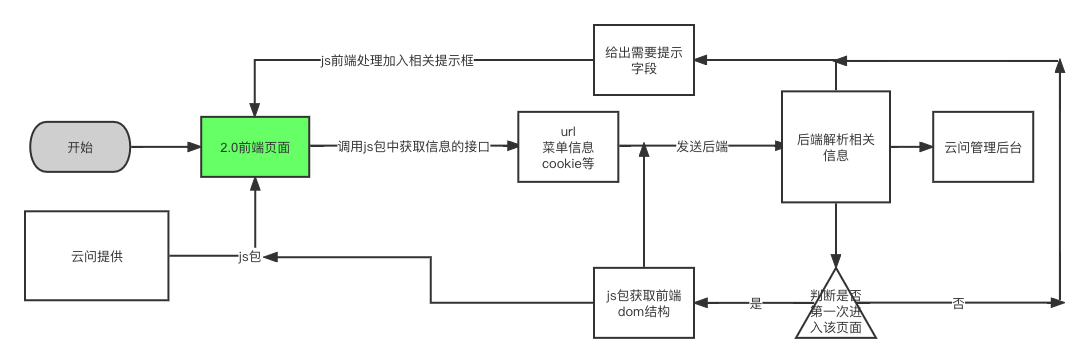 给出需要提示
字段
js前端处理加入相关提示框
开始
2.0前端页面
调用js包中获取信息的接口
url
菜单信息
cookie等
发送后端
后端解析相关
信息
云问管理后台
云问提供
js包
js包获取前端
dom结构
是
判断是否
第一次进
入该页面
否